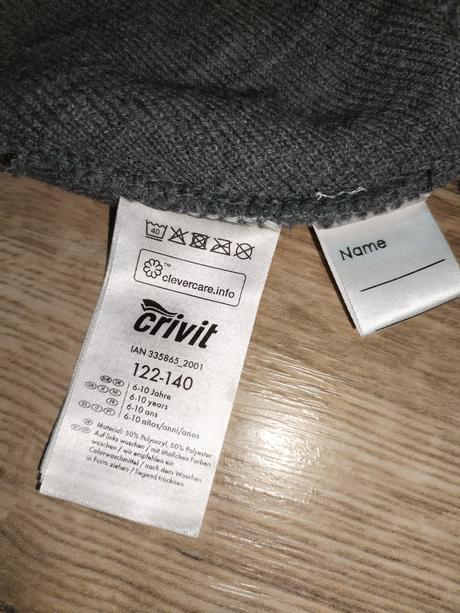 40
™
clevercare.info
crivit
IAN 335865_2001
122-140
6-10 Jahre
6-10 years
6-10 ans
6-10 años/anni/anos
Material: 50% Polyacryl, 50% Polyester
Auf links waschen / mit ähnlichen Farben
waschen / wir empfehlen ein
Colorwaschmittel / nach dem Waschen
in Form ziehen / liegend trocknen
Name